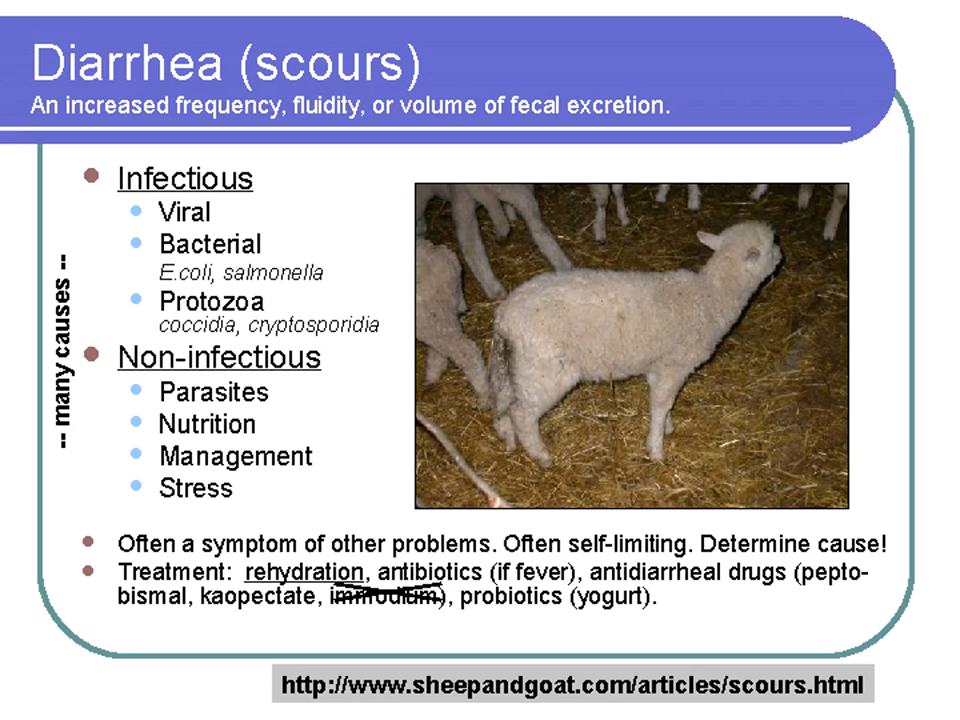 Diarrhea (scours)
An increased frequency, fluidity, or volume of fecal excretion.
-- many causes --
Infectious
Viral
Bacterial
E.coli, salmonella
Protozoa
coccidia, cryptosporidia
Non-infectious
Parasites
Nutrition
Management
Stress
Often a symptom of other problems. Often self-limiting. Determine cause!
Treatment: rehydration, antibiotics (if fever), antidiarrheal drugs (pepto-
bismal, kaopectate, immodium), probiotics (yogurt).
http://www.sheepandgoat.com/articles/scours.html